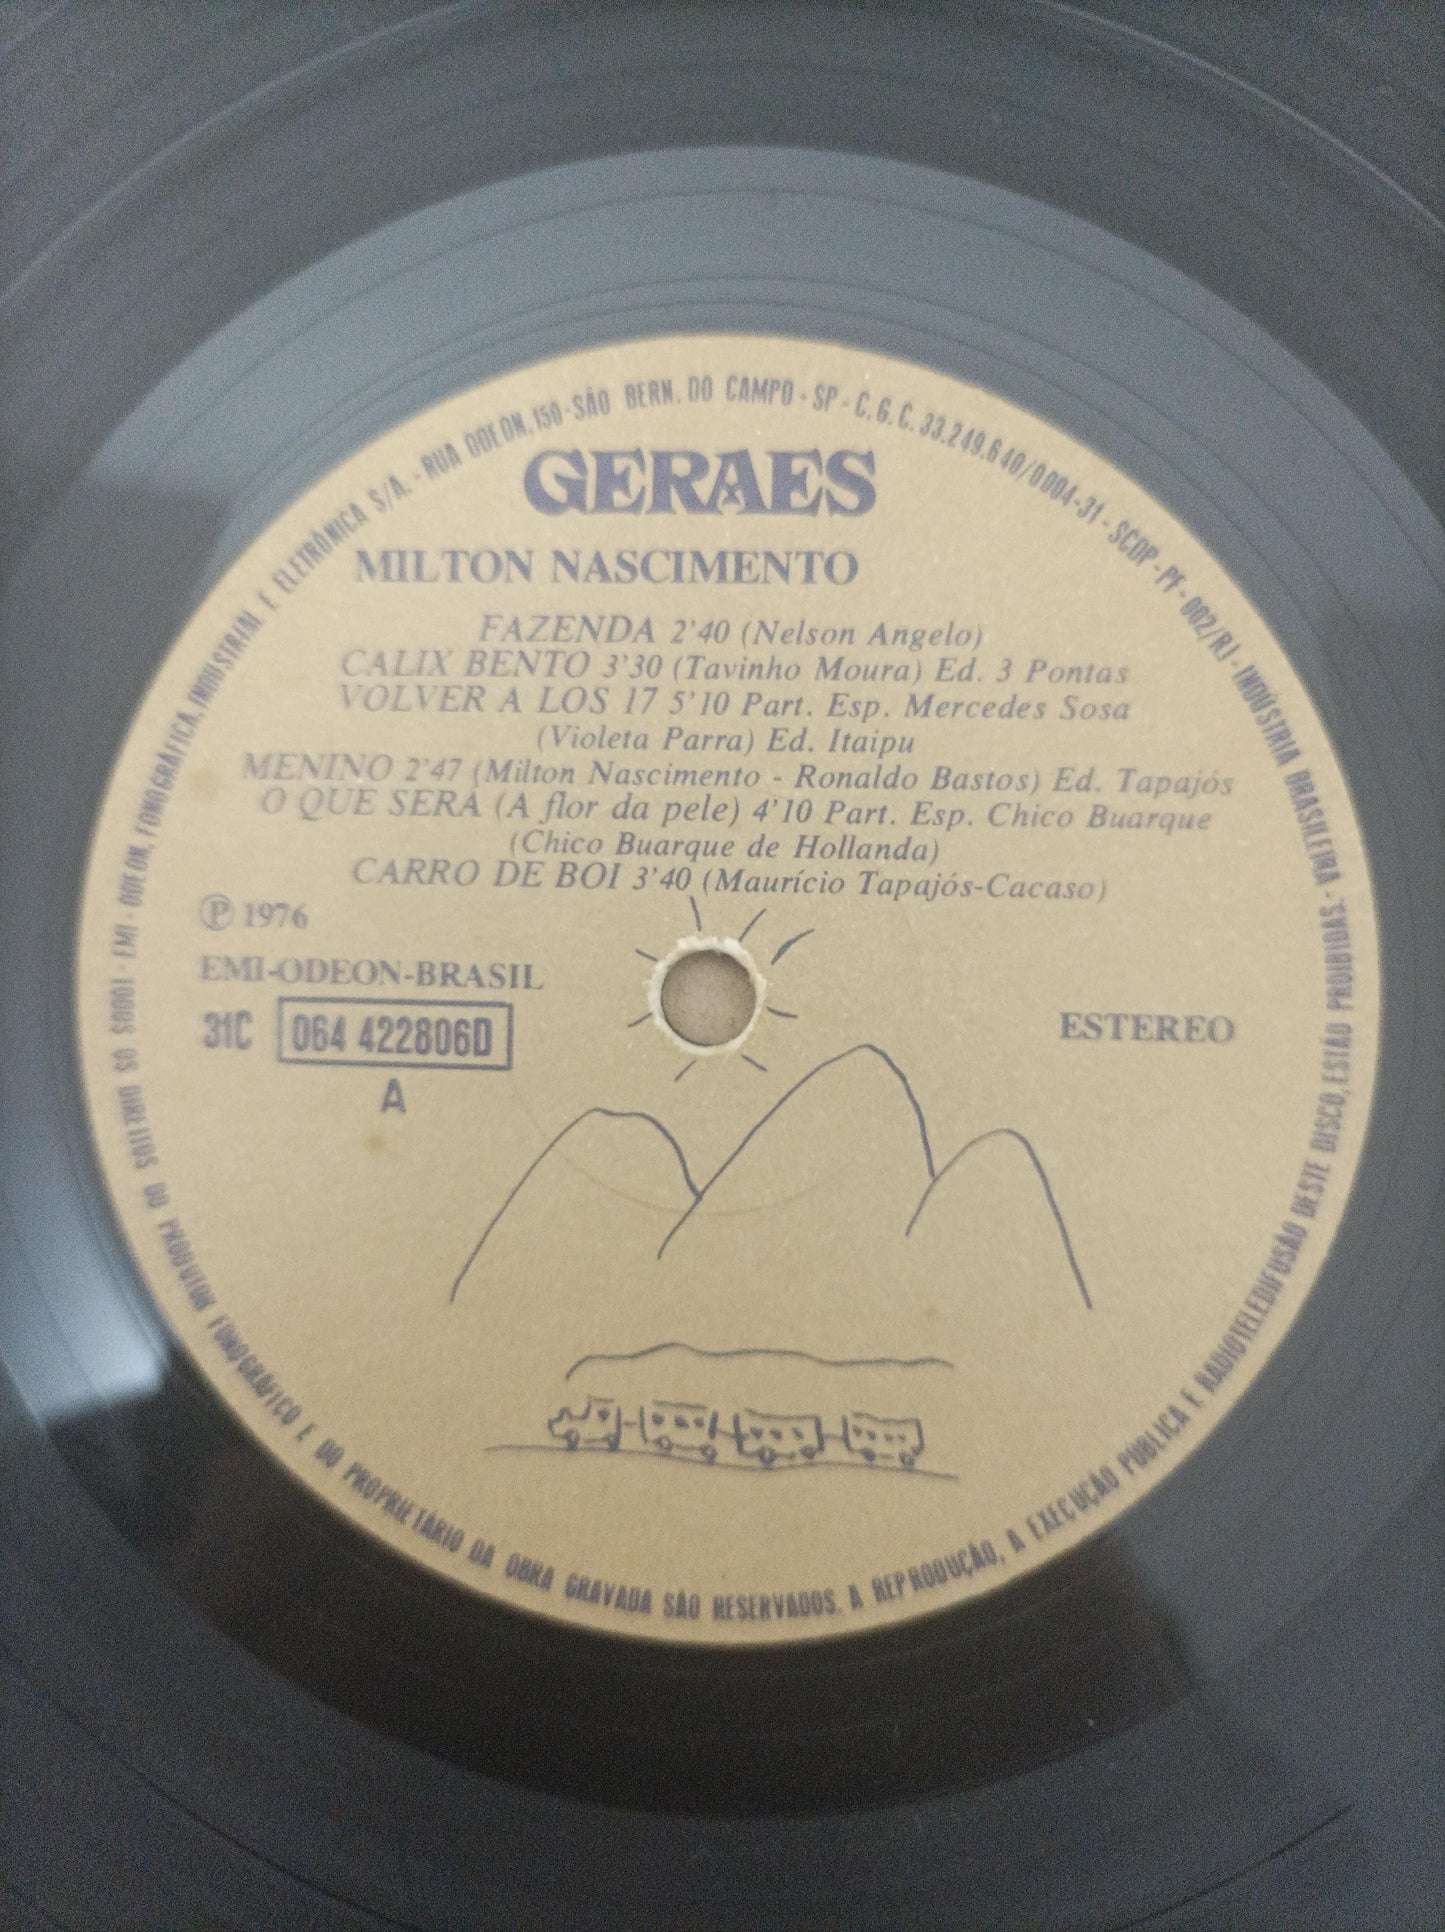 EMI - ODEON, FONOGRÁFICA, INDUSTRIAL E ELETRÔNICA S/A. - RUA ODEON, 150 - SÃO BERN. DO CAMPO - SP - C.G.C. 33.249.640/0004-31 - SCDP - PF - 002/RJ - INDÚSTRIA BRASILEIRA
GERAES
MILTON NASCIMENTO
FAZENDA 2'40 (Nelson Angelo)
CALIX BENTO 3'30 (Tavinho Moura) Ed. 3 Pontas
VOLVER A LOS 17 5'10 Part. Esp. Mercedes Sosa
(Violeta Parra) Ed. Itaipu
MENINO 2'47 (Milton Nascimento - Ronaldo Bastos) Ed. Tapajós
O QUE SERÁ (A flor da pele) 4'10 Part. Esp. Chico Buarque
(Chico Buarque de Hollanda)
CARRO DE BOI 3'40 (Maurício Tapajós-Cacaso)
Ⓟ 1976
EMI-ODEON-BRASIL
31C 064 422806D
A
ESTEREO
TODOS OS DIREITOS DO PRODUTOR FONOGRÁFICO E DO PROPRIETÁRIO DA OBRA GRAVADA SÃO RESERVADOS. A REPRODUÇÃO, A EXECUÇÃO PÚBLICA E RADIOTELEDIFUSÃO DESTE DISCO, ESTÃO PROIBIDAS.